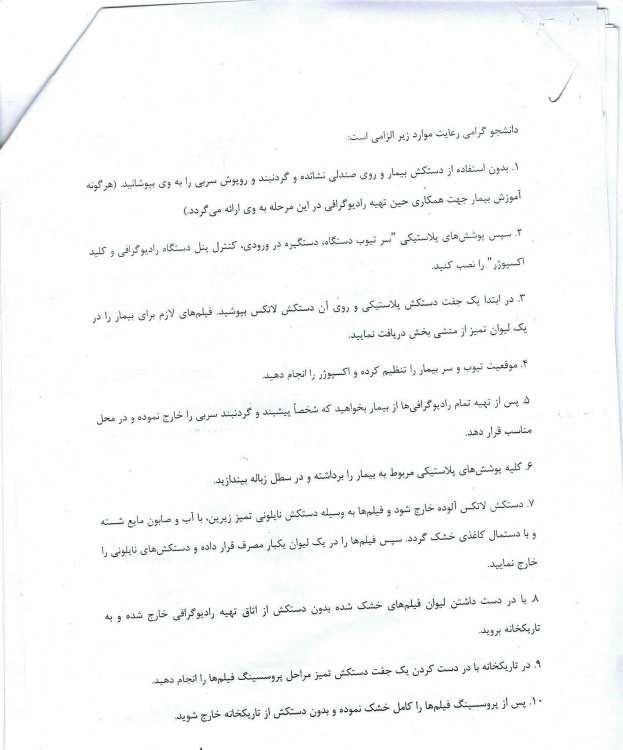 دانشجو گرامی رعایت موارد زیر الزامی است:
۱. بدون استفاده از دستکش بیمار و روی صندلی نشانده و گردنبند و روپوش سربی را به وی بپوشانید. (هرگونه
آموزش بیمار جهت همکاری حین تهیه رادیوگرافی در این مرحله به وی ارائه می‌گردد.)
۲. سپس پوشش‌های پلاستیکی "سر تیوب دستگاه، دستگیره در ورودی، کنترل پنل دستگاه رادیوگرافی و کلید
اکسپوژر" را نصب کنید.
۳. در ابتدا یک جفت دستکش پلاستیکی و روی آن دستکش لاتکس بپوشید. فیلم‌های لازم برای بیمار را در
یک لیوان تمیز از منشی بخش دریافت نمایید.
۴. موقعیت تیوب و سر بیمار را تنظیم کرده و اکسپوژر را انجام دهید.
۵. پس از تهیه تمام رادیوگرافی‌ها از بیمار بخواهید که شخصاً پیشبند و گردنبند سربی را خارج نموده و در محل
مناسب قرار دهد.
۶. کلیه پوشش‌های پلاستیکی مربوط به بیمار را برداشته و در سطل زباله بیندازید.
۷. دستکش لاتکس آلوده خارج شود و فیلم‌ها به وسیله دستکش نایلونی تمیز زیرین، با آب و صابون مایع شسته
و با دستمال کاغذی خشک گردد. سپس فیلم‌ها را در یک لیوان یکبار مصرف قرار داده و دستکش‌های نایلونی را
خارج نمایید.
۸. با در دست داشتن لیوان فیلم‌های خشک شده بدون دستکش از اتاق تهیه رادیوگرافی خارج شده و به
تاریکخانه بروید.
۹. در تاریکخانه با در دست کردن یک جفت دستکش تمیز مراحل پروسسینگ فیلم‌ها را انجام دهید.
۱۰. پس از پروسسینگ فیلم‌ها را کامل خشک نموده و بدون دستکش از تاریکخانه خارج شوید.